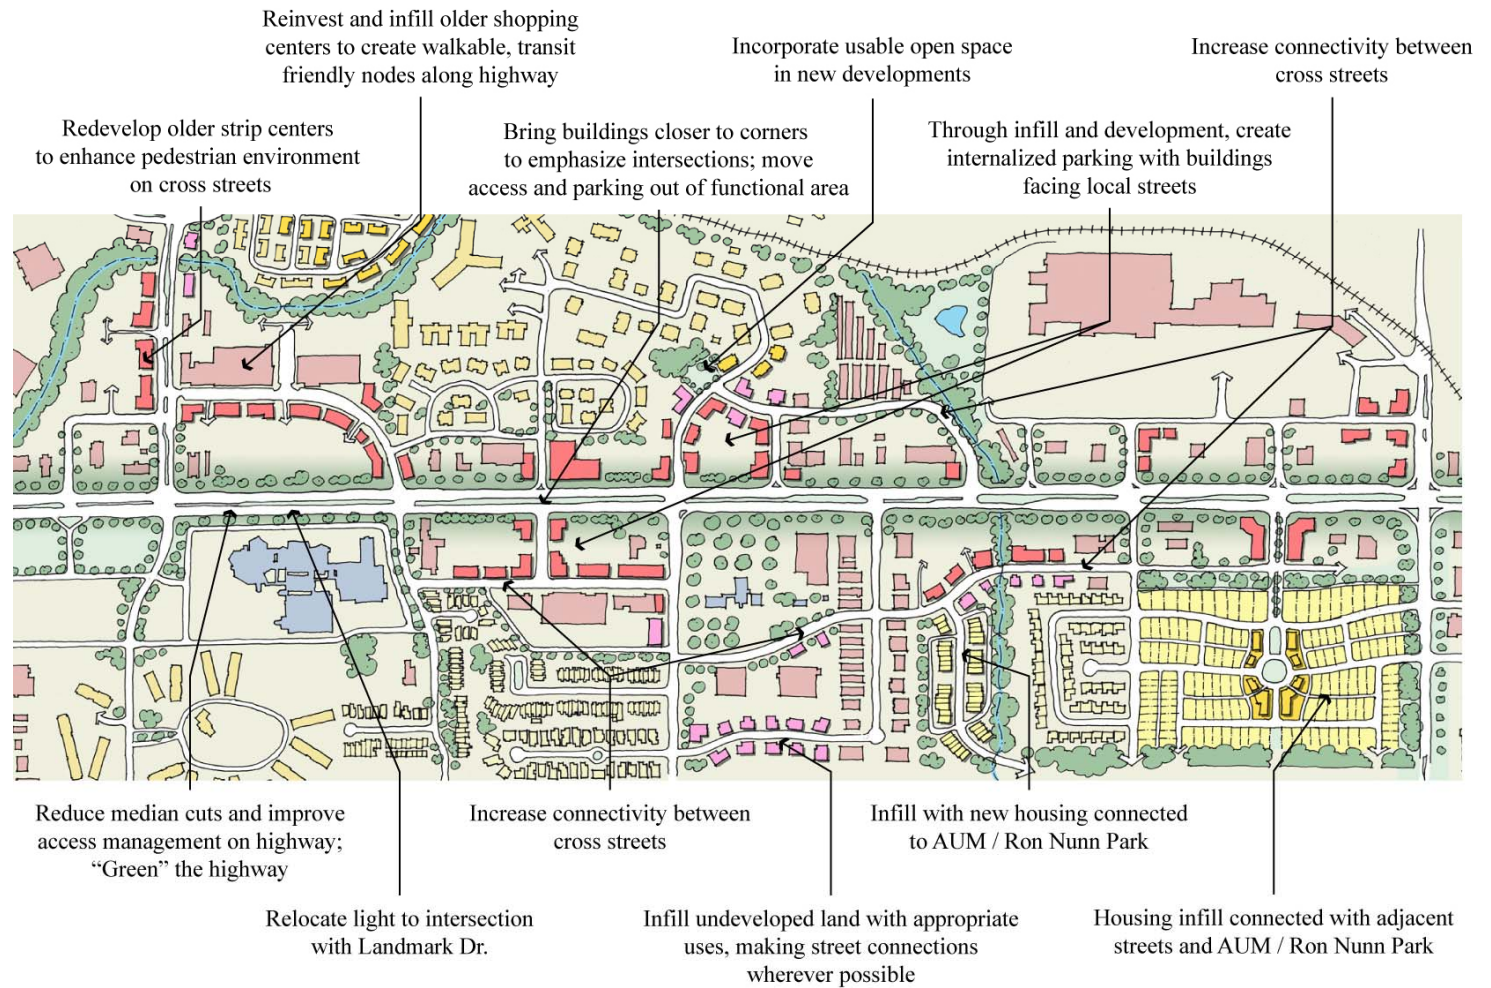 Reinvest and infill older shopping
centers to create walkable, transit
friendly nodes along highway
Incorporate usable open space
in new developments
Increase connectivity between
cross streets
Redevelop older strip centers
to enhance pedestrian environment
on cross streets
Bring buildings closer to corners
to emphasize intersections; move
access and parking out of functional area
Through infill and development, create
internalized parking with buildings
facing local streets
Reduce median cuts and improve
access management on highway;
“Green” the highway
Increase connectivity between
cross streets
Infill with new housing connected
to AUM / Ron Nunn Park
Relocate light to intersection
with Landmark Dr.
Infill undeveloped land with appropriate
uses, making street connections
wherever possible
Housing infill connected with adjacent
streets and AUM / Ron Nunn Park